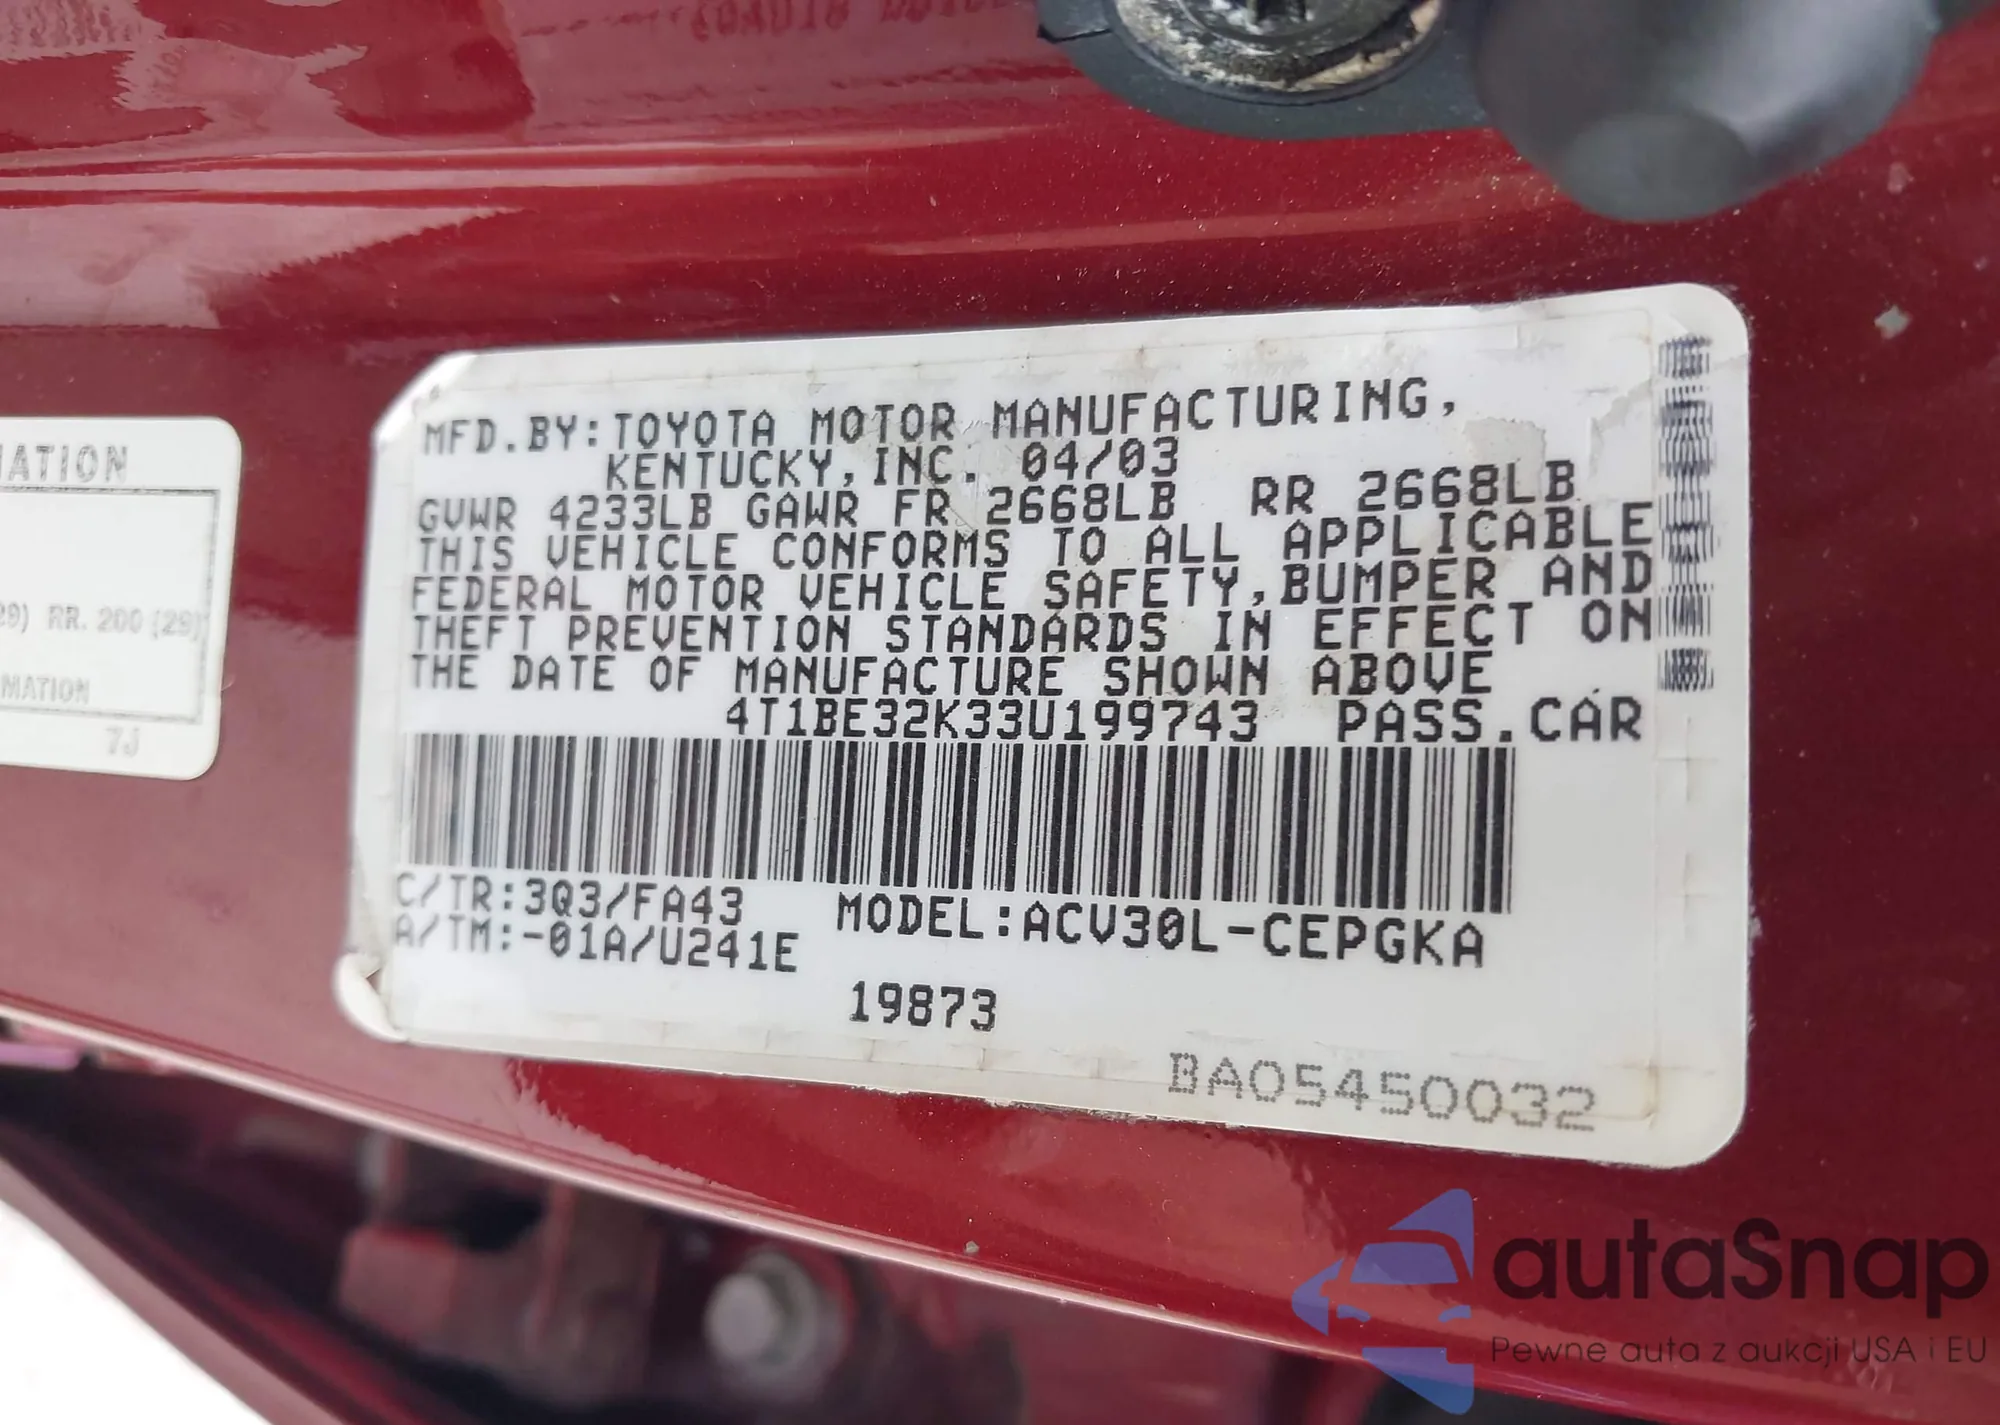 MATION
29) RR. 200 (29)
MATION
7J
MFD.BY:TOYOTA MOTOR MANUFACTURING,
KENTUCKY,INC. 04/03
GVWR 4233LB GAWR FR 2668LB RR 2668LB
THIS VEHICLE CONFORMS TO ALL APPLICABLE
FEDERAL MOTOR VEHICLE SAFETY,BUMPER AND
THEFT PREVENTION STANDARDS IN EFFECT ON
THE DATE OF MANUFACTURE SHOWN ABOVE
4T1BE32K33U199743 PASS.CAR
C/TR:3Q3/FA43 MODEL:ACV30L-CEPGKA
A/TM:-01A/U241E
19873
BA05450032
autaSnap
Pewne auta z aukcji USA i EU